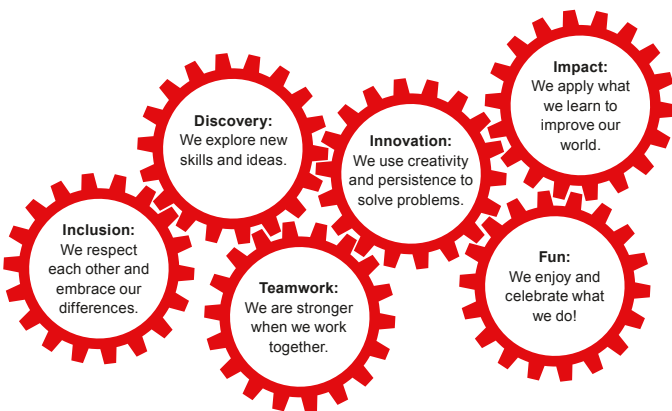 Impact:
We apply what
we learn to
improve our
world.
Discovery:
We explore new
skills and ideas.
Innovation:
We use creativity
and persistence to
solve problems.
Inclusion:
We respect
each other and
embrace our
differences.
Teamwork:
We are stronger
when we work
together.
Fun:
We enjoy and
celebrate what
we do!